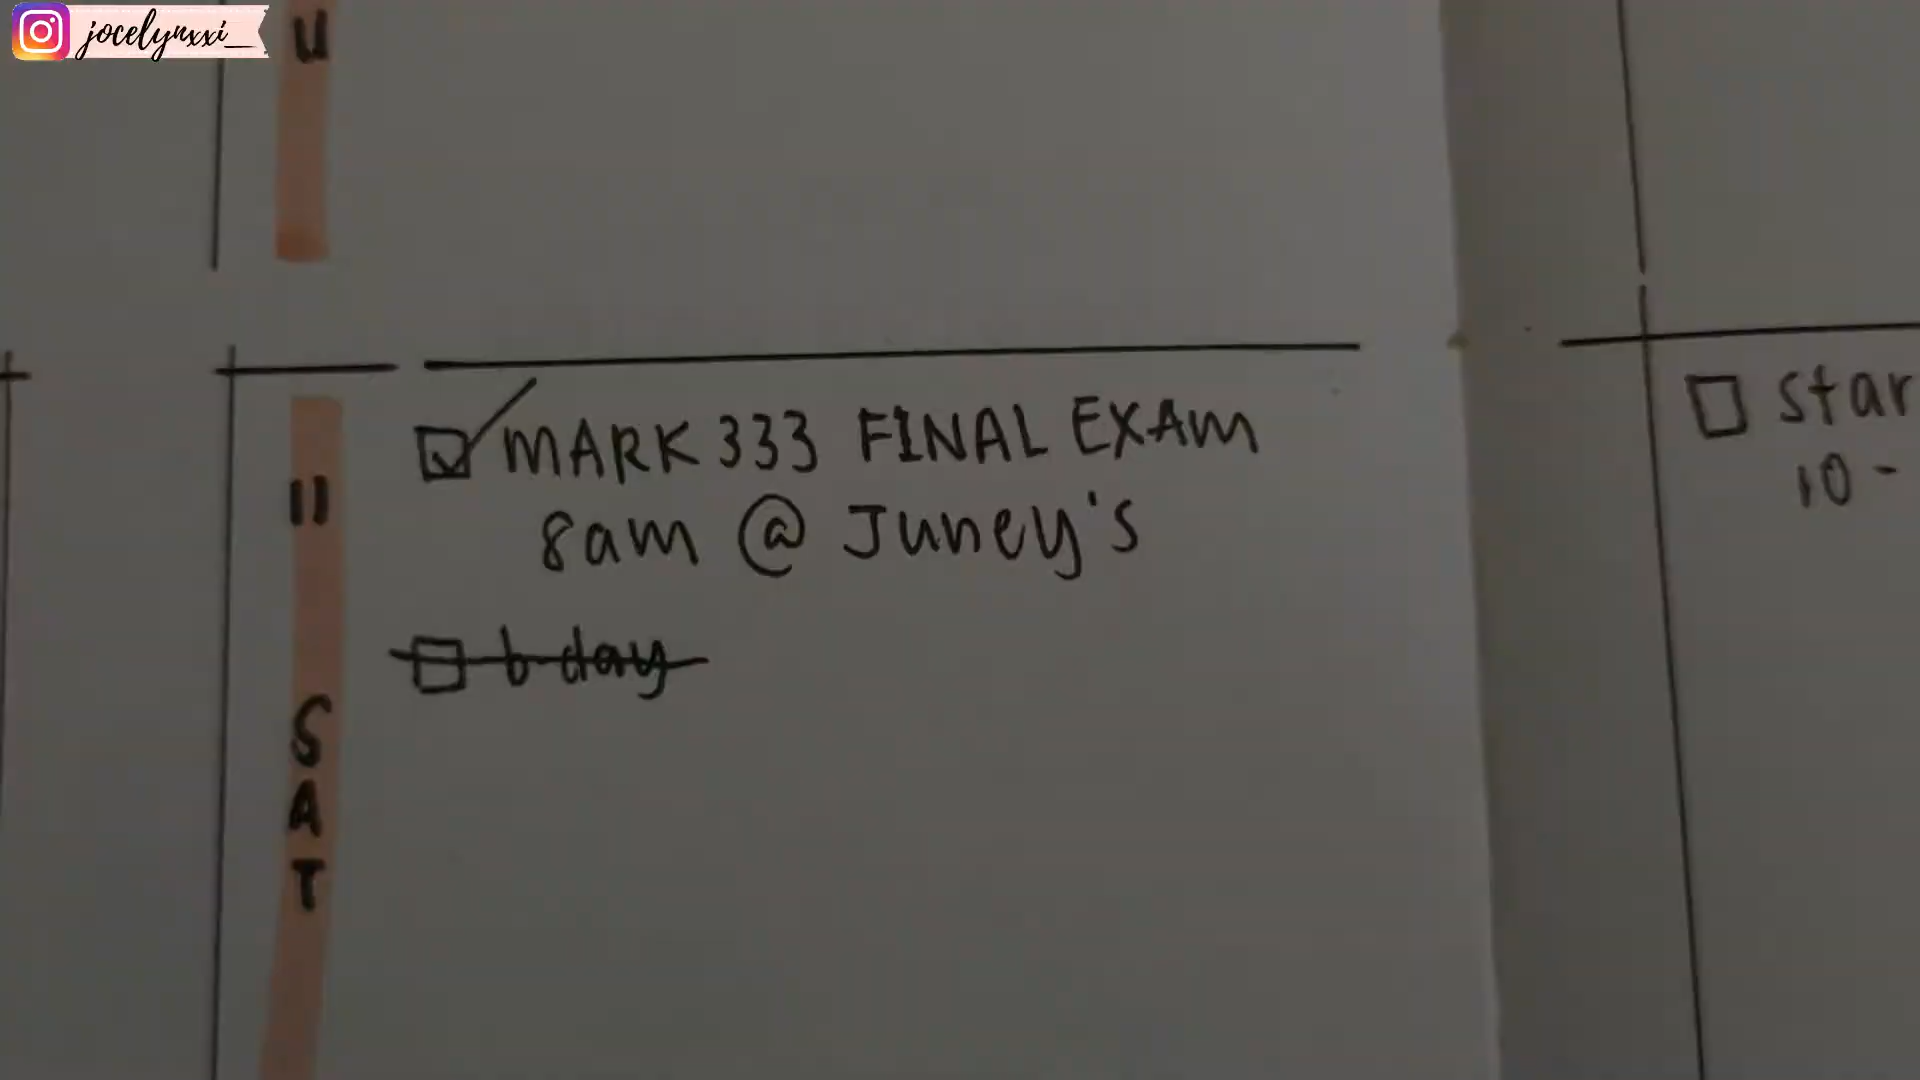 jocelynxxi_
U
11
SAT
MARK 333 FINAL EXAM
8am @ Juney's
b-day
star
10 -